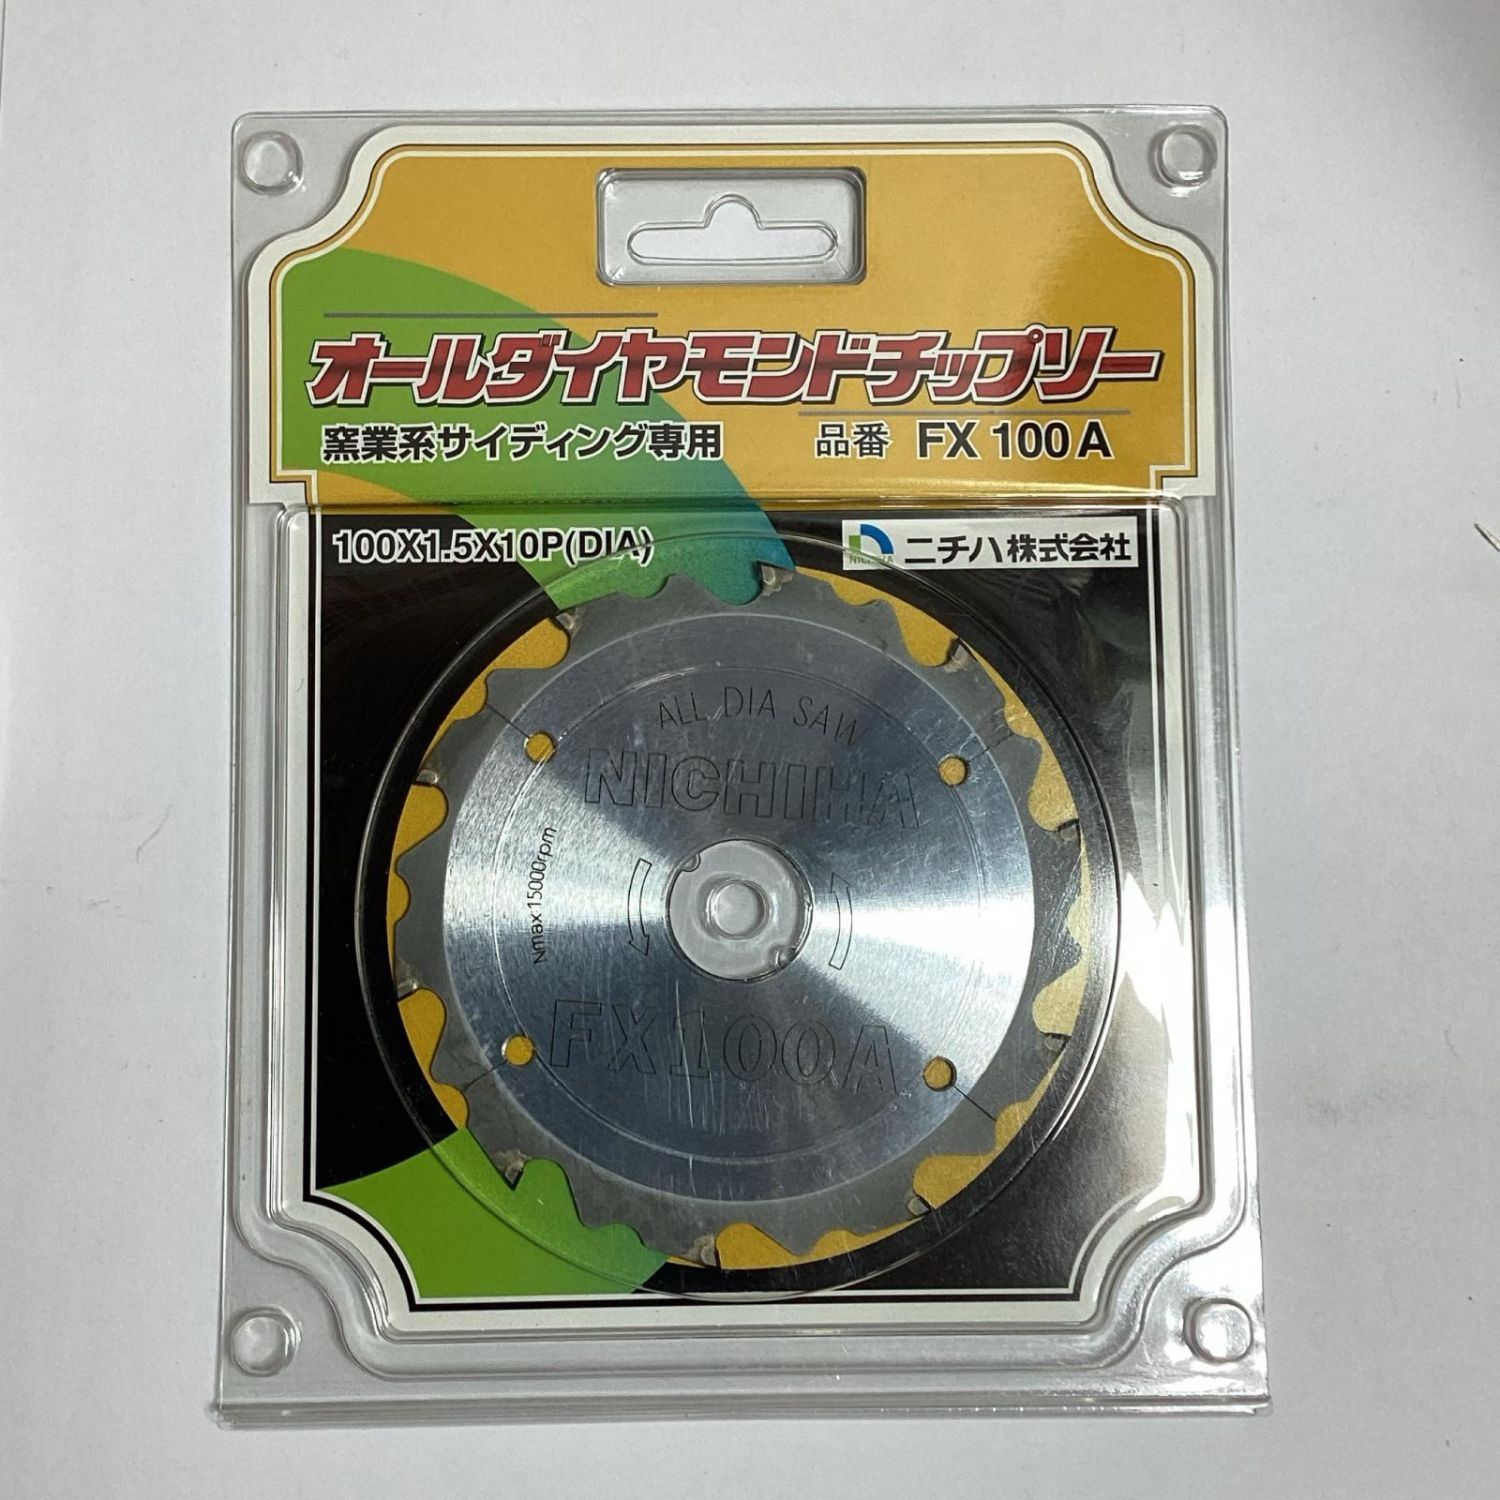 オールダイヤモンドチップソー
窯業系サイディング専用 品番 FX 100 A
100X1.5X10P(DIA)
NICHIHA ニチハ株式会社
ALL DIA SAW
NICHIHA
Nmax 15000rpm
FX100A